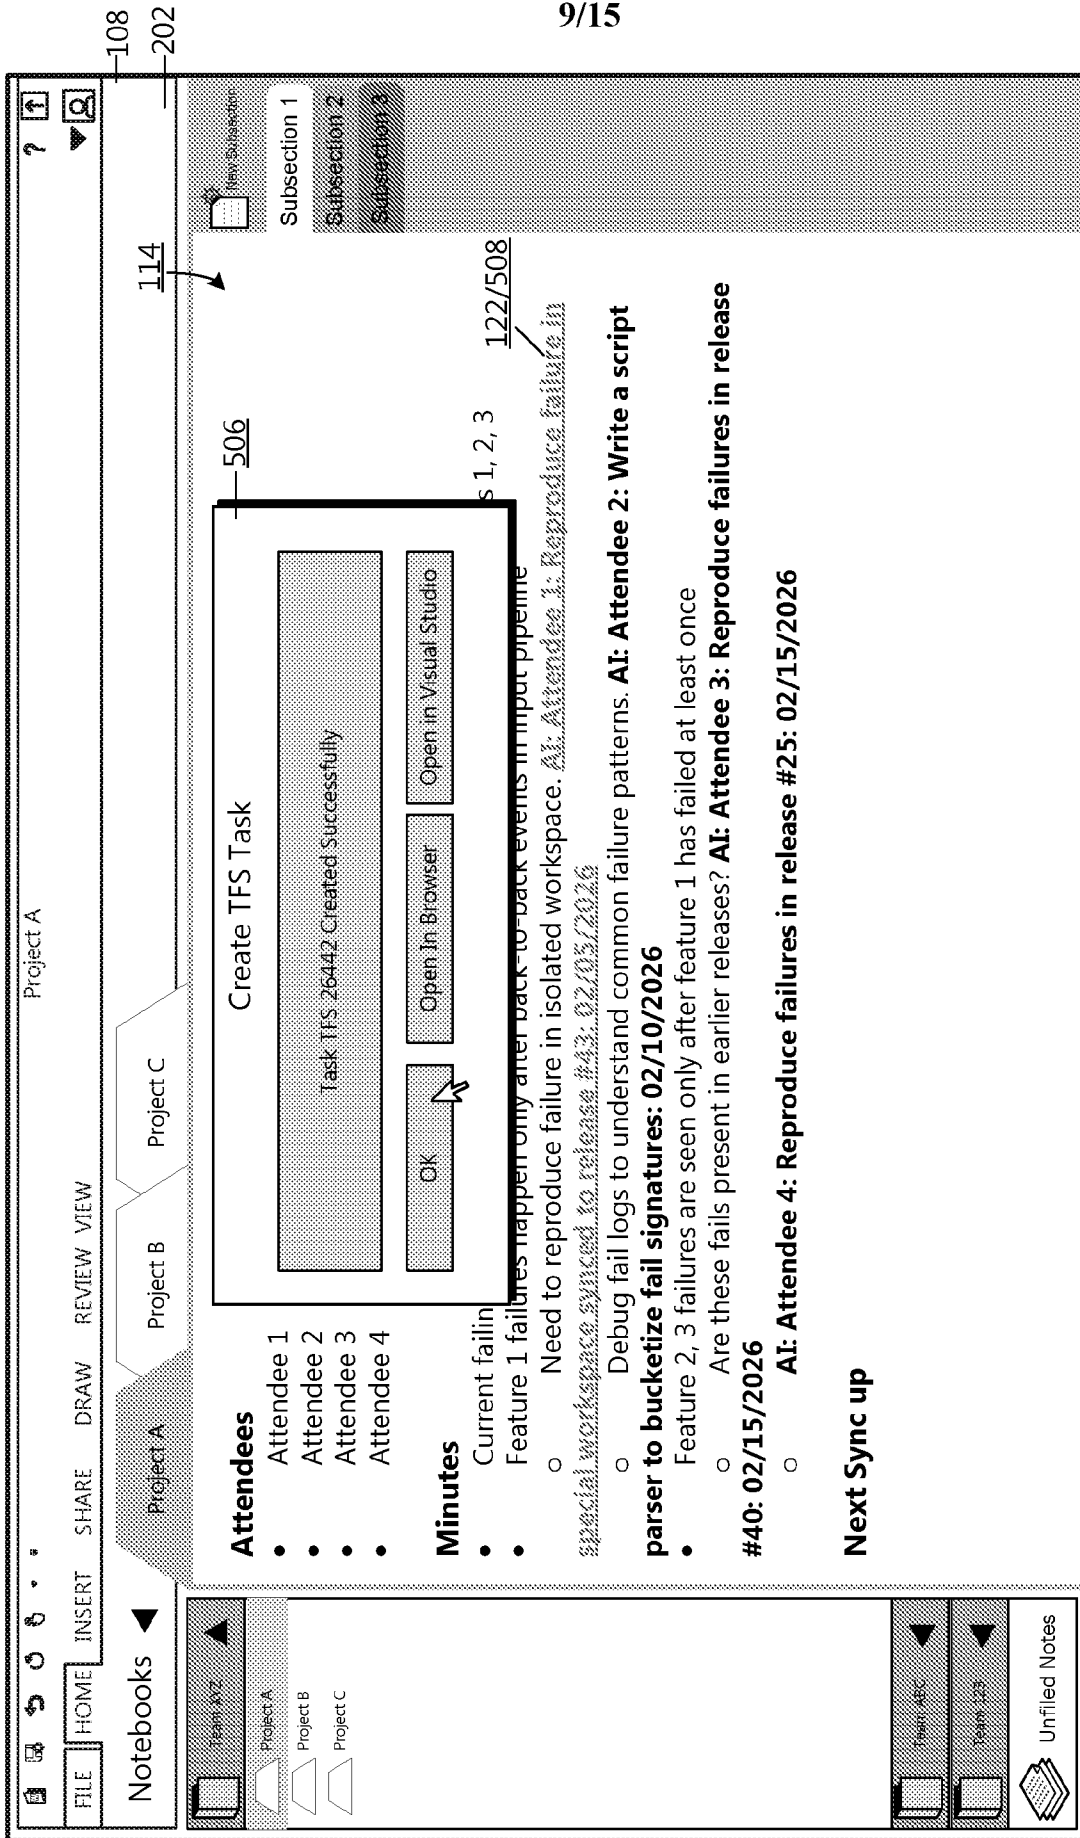 9/15
108
202
Project A
?
FILE HOME INSERT SHARE DRAW REVIEW VIEW
Notebooks
Project A
Project B
Project C
114
Team XYZ
Project A
Project B
Project C
Team ABC
Team 123
Unfiled Notes
New Subsection
Subsection 1
Subsection 2
Subsection 3
506
Create TFS Task
Task TFS 26442 Created Successfully
OK
Open In Browser
Open in Visual Studio
Attendees
• Attendee 1
• Attendee 2
• Attendee 3
• Attendee 4
Minutes
122/508
• Current failin s 1, 2, 3
• Feature 1 failures happen only after back-to-back events in input pipeline
○ Need to reproduce failure in isolated workspace. AI: Attendee 1: Reproduce failure in
special workspace synced to release #43: 02/05/2026
○ Debug fail logs to understand common failure patterns. AI: Attendee 2: Write a script
parser to bucketize fail signatures: 02/10/2026
• Feature 2, 3 failures are seen only after feature 1 has failed at least once
○ Are these fails present in earlier releases? AI: Attendee 3: Reproduce failures in release
#40: 02/15/2026
○ AI: Attendee 4: Reproduce failures in release #25: 02/15/2026
Next Sync up